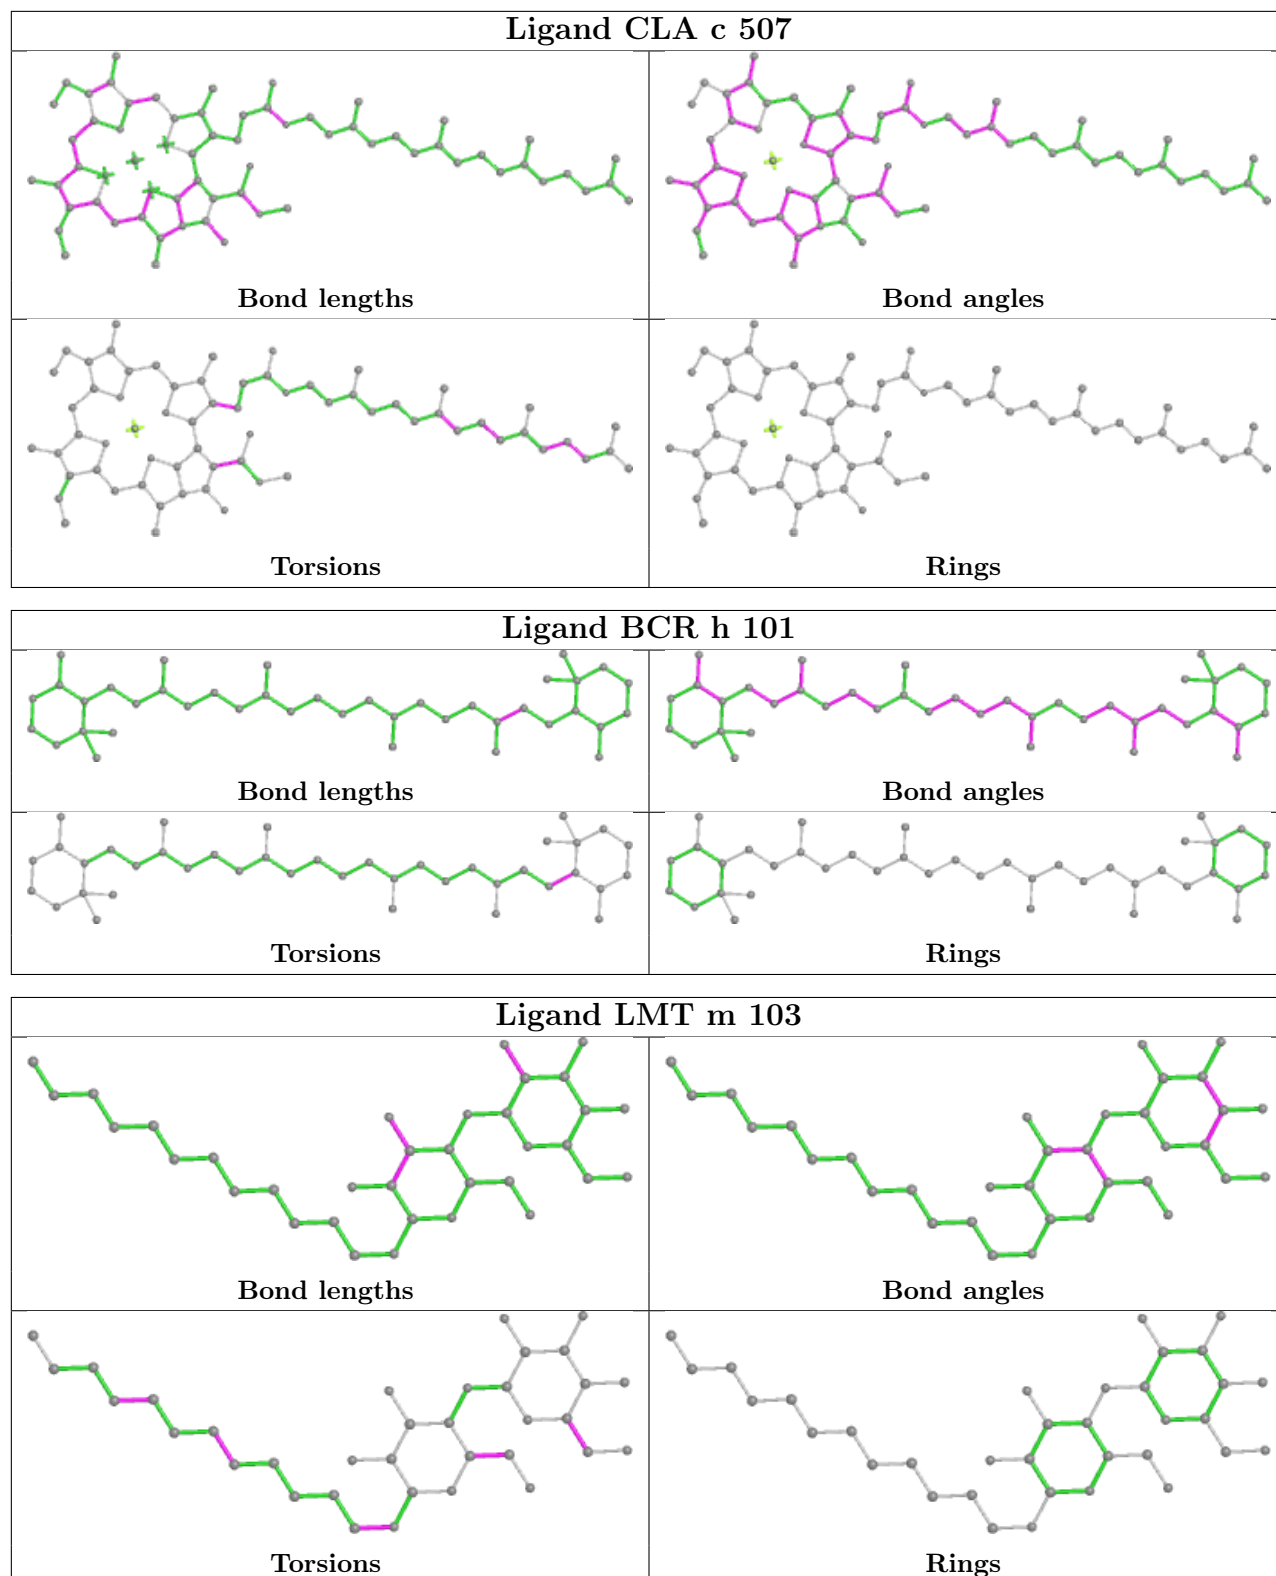 Ligand CLA c 507
Bond lengths
Bond angles
Torsions
Rings
Ligand BCR h 101
Bond lengths
Bond angles
Torsions
Rings
Ligand LMT m 103
Bond lengths
Bond angles
Torsions
Rings